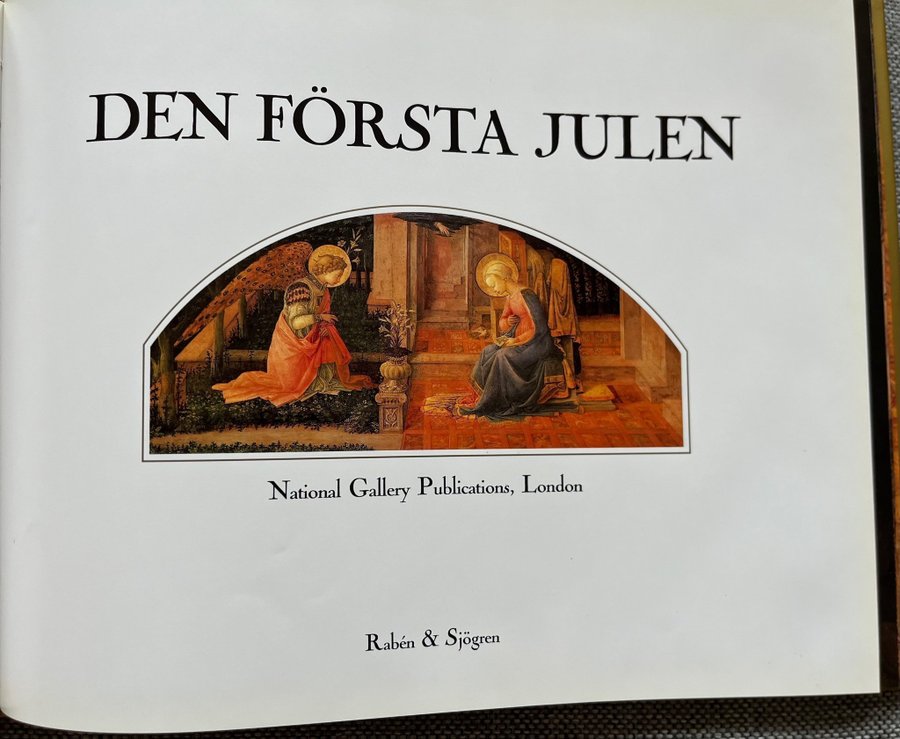 DEN FÖRSTA JULEN
National Gallery Publications, London
Rabén & Sjögren